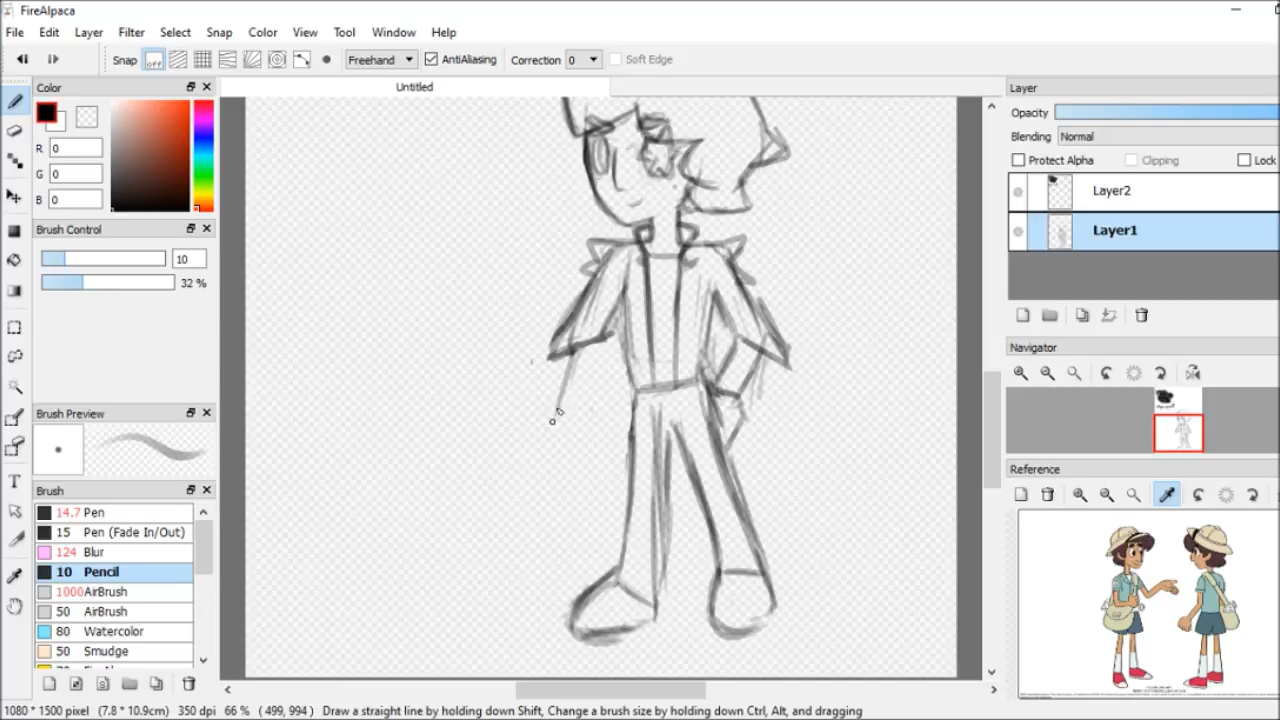 FireAlpaca
File Edit Layer Filter Select Snap Color View Tool Window Help
Snap off Freehand AntiAliasing Correction 0 Soft Edge
Color
Untitled
Layer
R 0
G 0
B 0
Opacity
Blending Normal
Protect Alpha Clipping Lock
Layer2
Layer1
Brush Control
10
32 %
Navigator
Brush Preview
Reference
Brush
14.7 Pen
15 Pen (Fade In/Out)
124 Blur
10 Pencil
1000 AirBrush
50 AirBrush
80 Watercolor
50 Smudge
1080 * 1500 pixel (7.8 * 10.9cm) 350 dpi 66 % ( 499, 994 ) Draw a straight line by holding down Shift, Change a brush size by holding down Ctrl, Alt, and dragging